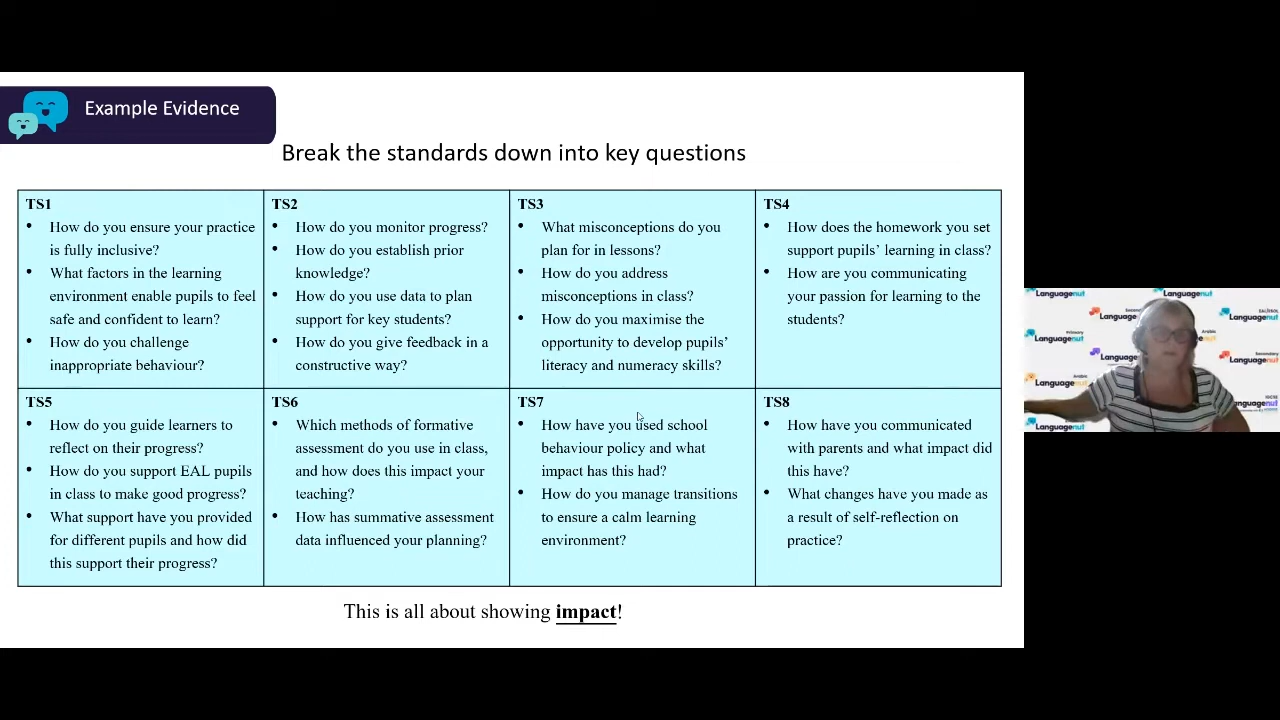 Example Evidence
Break the standards down into key questions
TS1
• How do you ensure your practice
is fully inclusive?
• What factors in the learning
environment enable pupils to feel
safe and confident to learn?
• How do you challenge
inappropriate behaviour?
TS2
• How do you monitor progress?
• How do you establish prior
knowledge?
• How do you use data to plan
support for key students?
• How do you give feedback in a
constructive way?
TS3
• What misconceptions do you
plan for in lessons?
• How do you address
misconceptions in class?
• How do you maximise the
opportunity to develop pupils’
literacy and numeracy skills?
TS4
• How does the homework you set
support pupils’ learning in class?
• How are you communicating
your passion for learning to the
students?
TS5
• How do you guide learners to
reflect on their progress?
• How do you support EAL pupils
in class to make good progress?
• What support have you provided
for different pupils and how did
this support their progress?
TS6
• Which methods of formative
assessment do you use in class,
and how does this impact your
teaching?
• How has summative assessment
data influenced your planning?
TS7
• How have you used school
behaviour policy and what
impact has this had?
• How do you manage transitions
to ensure a calm learning
environment?
TS8
• How have you communicated
with parents and what impact did
this have?
• What changes have you made as
a result of self-reflection on
practice?
This is all about showing impact!
Languagenut
Languagenut
Languagenut
Primary
Languagenut
Arabic
Secondary
Languagenut
Arabic
Languagenut
Languagenut